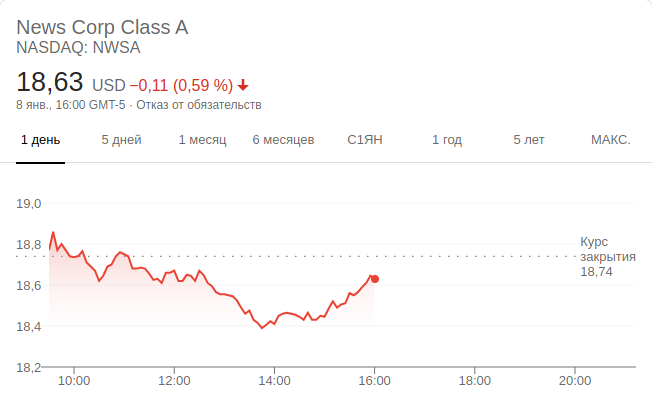 News Corp Class A
NASDAQ: NWSA
18,63 USD −0,11 (0,59 %)
8 янв., 16:00 GMT-5 · Отказ от обязательств
1 день 5 дней 1 месяц 6 месяцев С1ЯН 1 год 5 лет МАКС.
19,0
18,8
18,6
18,4
18,2
Курс
закрытия
18,74
10:00 12:00 14:00 16:00 18:00 20:00